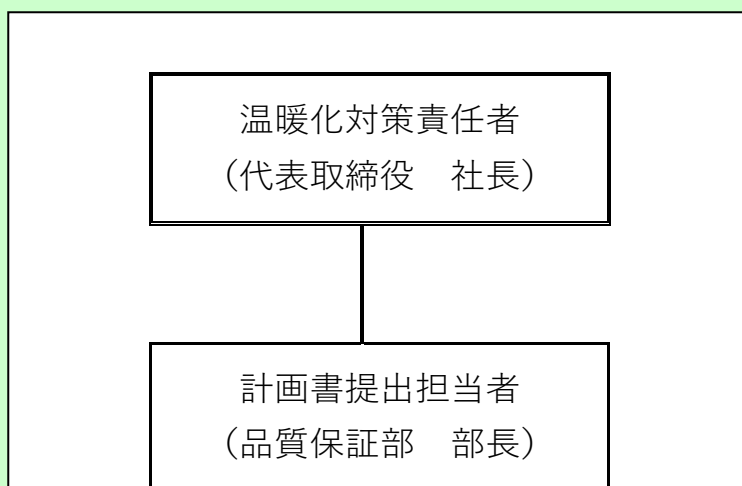 温暖化対策責任者
（代表取締役　社長）
計画書提出担当者
（品質保証部　部長）